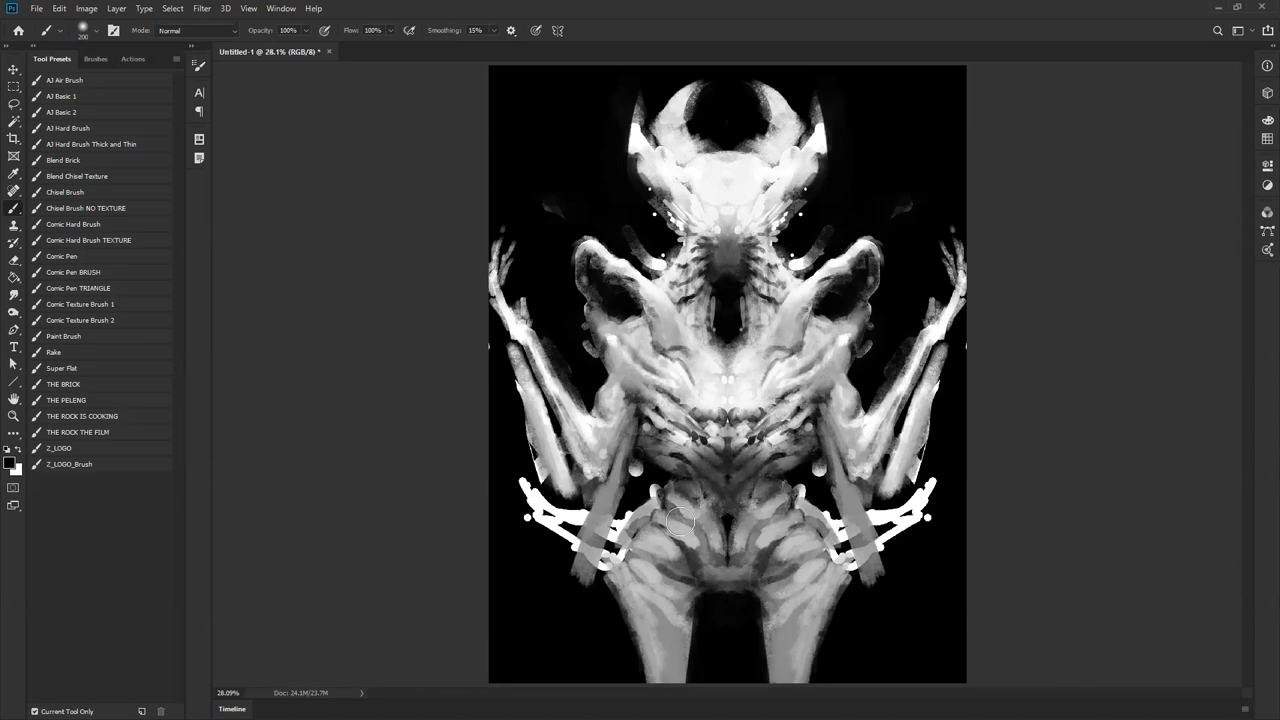 Ps File Edit Image Layer Type Select Filter 3D View Window Help
200 Mode: Normal Opacity: 100% Flow: 100% Smoothing: 15%
Untitled-1 @ 28.1% (RGB/8) * ×
Tool Presets Brushes Actions
AJ Air Brush
AJ Basic 1
AJ Basic 2
AJ Hard Brush
AJ Hard Brush Thick and Thin
Blend Brick
Blend Chisel Texture
Chisel Brush
Chisel Brush NO TEXTURE
Comic Hard Brush
Comic Hard Brush TEXTURE
Comic Pen
Comic Pen BRUSH
Comic Pen TRIANGLE
Comic Texture Brush 1
Comic Texture Brush 2
Paint Brush
Rake
Super Flat
THE BRICK
THE PELENG
THE ROCK IS COOKING
THE ROCK THE FILM
Z_LOGO
Z_LOGO_Brush
28.09% Doc: 24.1M/23.7M
Current Tool Only Timeline